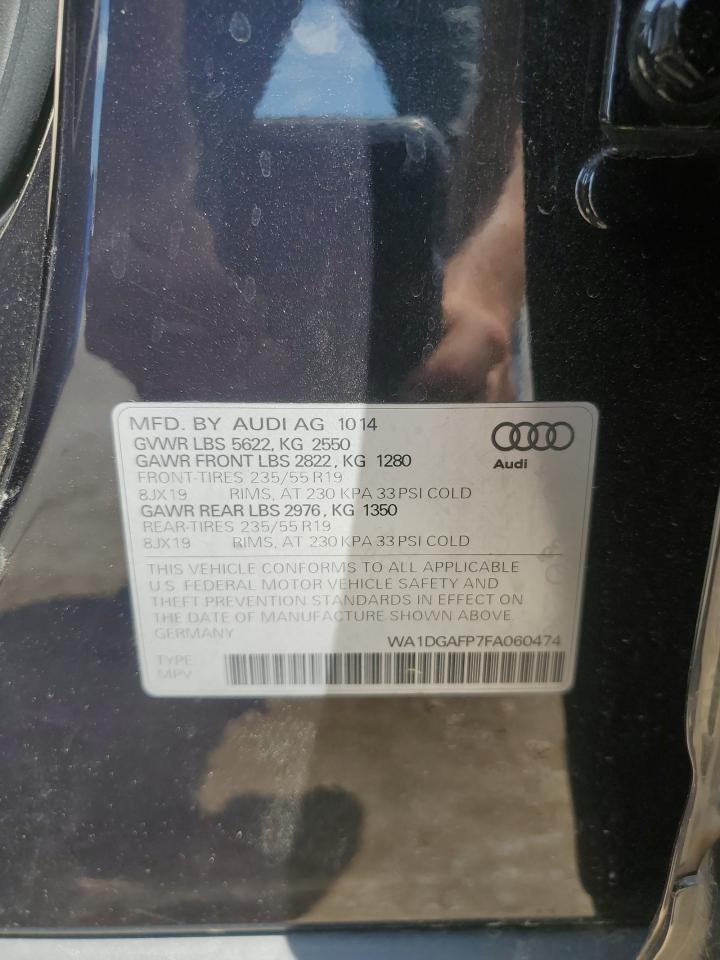 MFD. BY AUDI AG 1014
GVWR LBS 5622, KG 2550
GAWR FRONT LBS 2822, KG 1280
FRONT-TIRES 235/55 R19
8JX19 RIMS, AT 230 KPA 33 PSI COLD
GAWR REAR LBS 2976, KG 1350
REAR-TIRES 235/55 R19
8JX19 RIMS, AT 230 KPA 33 PSI COLD
Audi
THIS VEHICLE CONFORMS TO ALL APPLICABLE
U.S. FEDERAL MOTOR VEHICLE SAFETY AND
THEFT PREVENTION STANDARDS IN EFFECT ON
THE DATE OF MANUFACTURE SHOWN ABOVE.
GERMANY WA1DGAFP7FA060474
TYPE
MPV